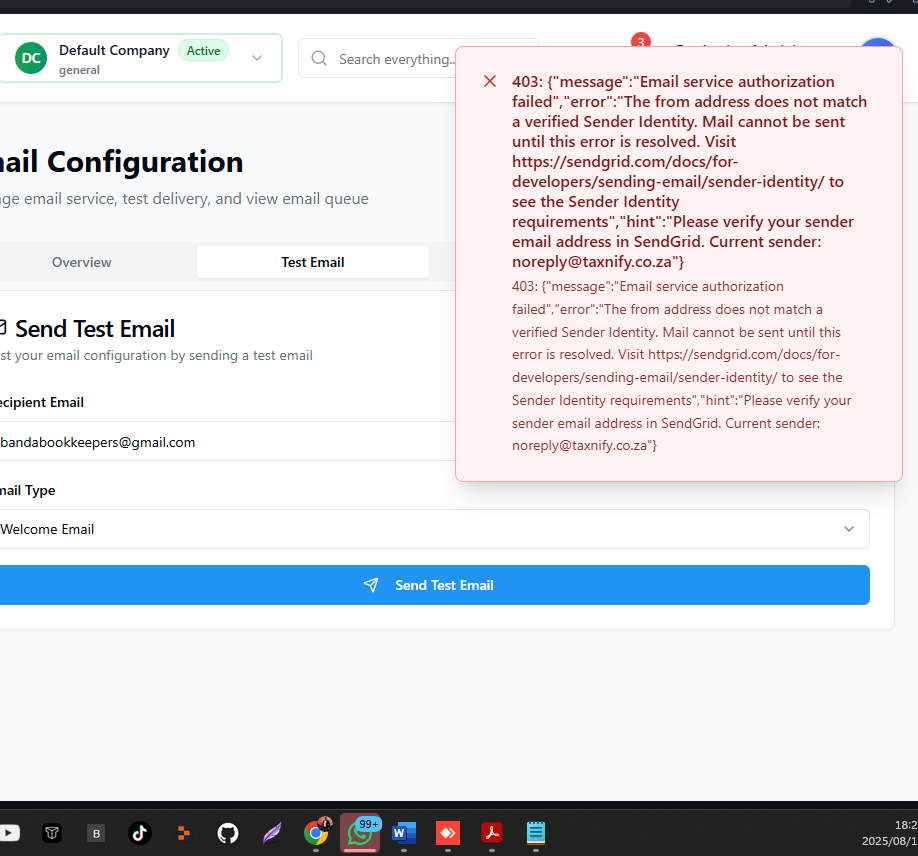 DC
Default Company
Active
general
Search everything..
3
403: {"message":"Email service authorization
failed","error":"The from address does not match
a verified Sender Identity. Mail cannot be sent
until this error is resolved. Visit
https://sendgrid.com/docs/for-
developers/sending-email/sender-identity/ to
see the Sender Identity
requirements","hint":"Please verify your sender
email address in SendGrid. Current sender:
noreply@taxnify.co.za"}
403: {"message":"Email service authorization
failed","error":"The from address does not match a
verified Sender Identity. Mail cannot be sent until this
error is resolved. Visit https://sendgrid.com/docs/for-
developers/sending-email/sender-identity/ to see the
Sender Identity requirements","hint":"Please verify your
sender email address in SendGrid. Current sender:
noreply@taxnify.co.za"}
ail Configuration
ge email service, test delivery, and view email queue
Overview
Test Email
Send Test Email
st your email configuration by sending a test email
ecipient Email
bandabookkeepers@gmail.com
mail Type
Welcome Email
Send Test Email
B
99+
W
18:2
2025/08/1